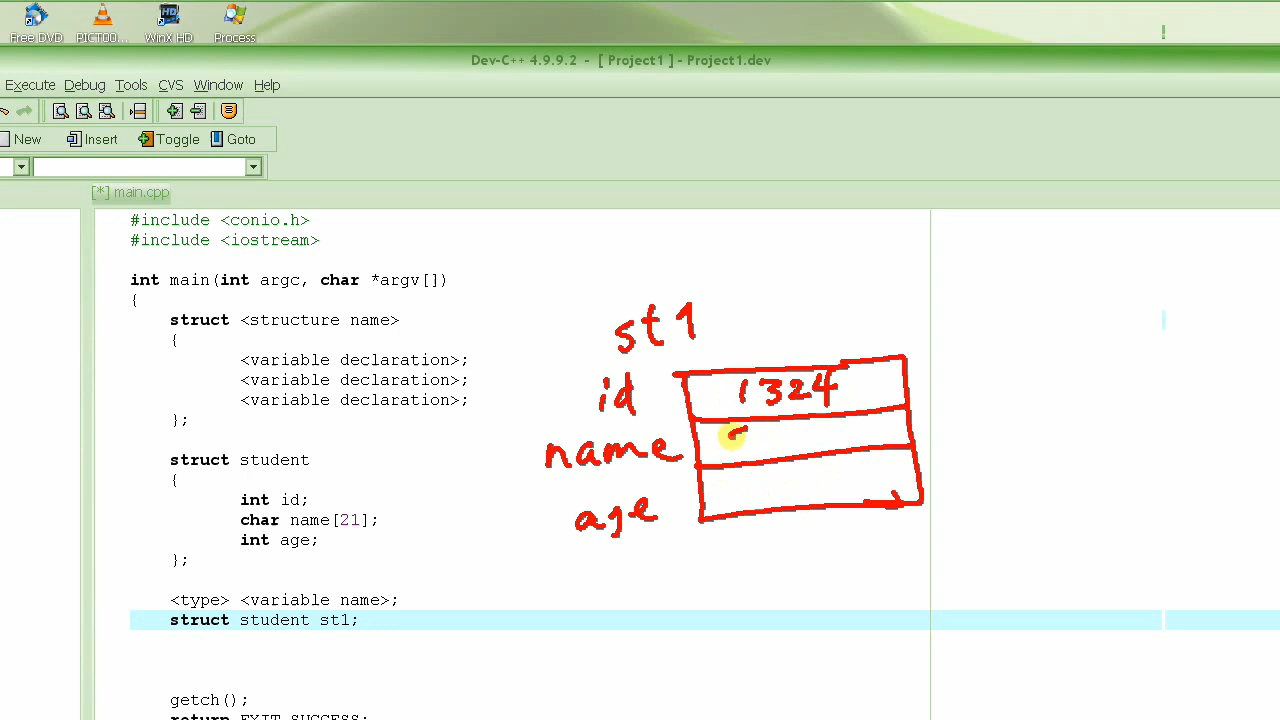 Free DVD PICT00... WinX HD Process
Dev-C++ 4.9.9.2 - [ Project1 ] - Project1.dev
Execute Debug Tools CVS Window Help
New Insert Toggle Goto
[*] main.cpp
#include <conio.h>
#include <iostream>
int main(int argc, char *argv[])
{
struct <structure name>
{
<variable declaration>;
<variable declaration>;
<variable declaration>;
};
struct student
{
int id;
char name[21];
int age;
};
<type> <variable name>;
struct student st1;
getch();
return EXIT_SUCCESS;
st1
id 1324
name
age